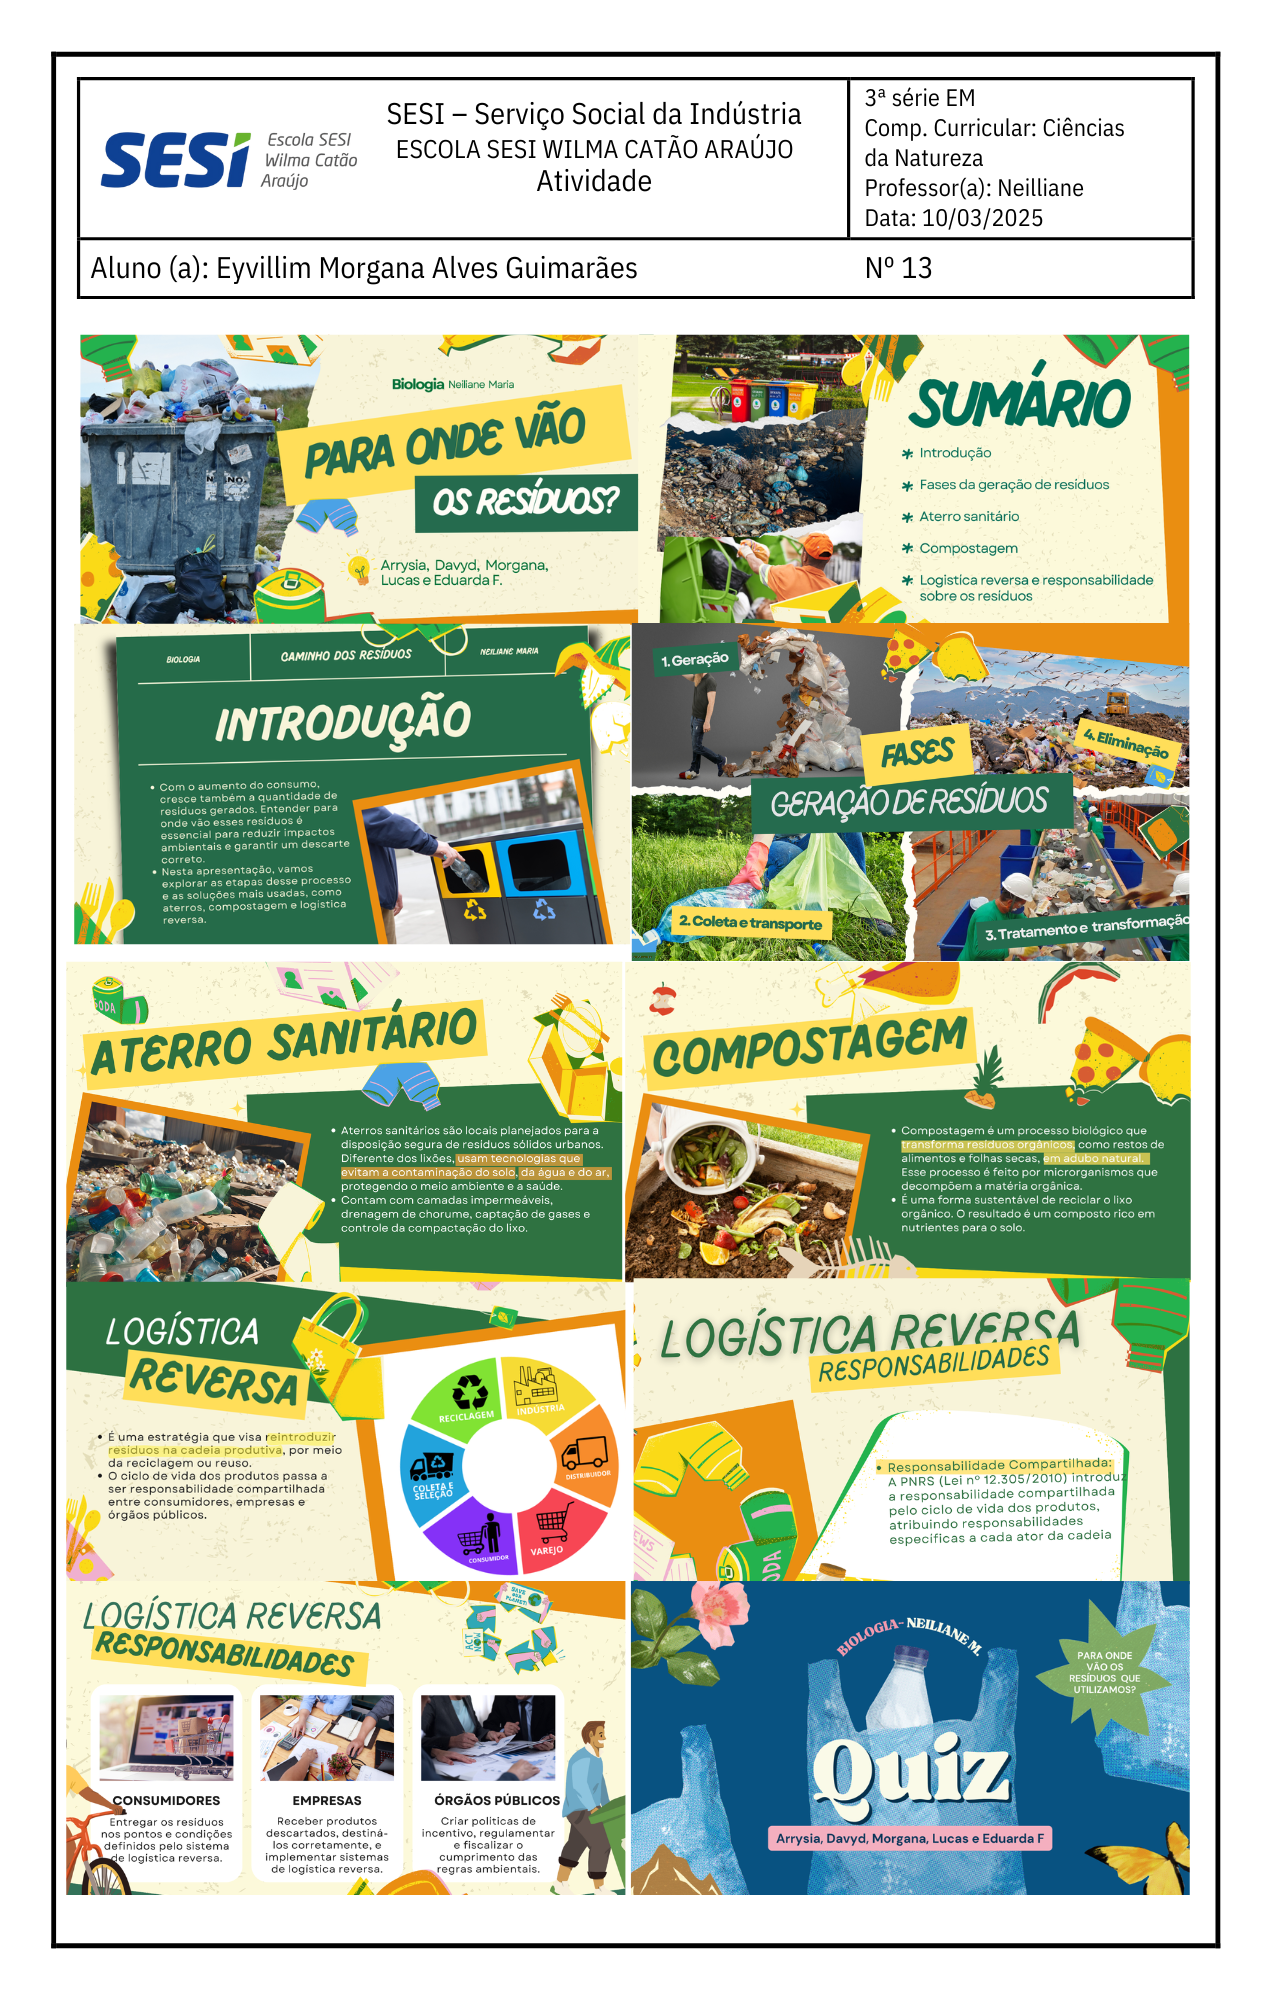 SESI
Escola SESI
Wilma Catão
Araújo
SESI – Serviço Social da Indústria
ESCOLA SESI WILMA CATÃO ARAÚJO
Atividade
3ª série EM
Comp. Curricular: Ciências
da Natureza
Professor(a): Neilliane
Data: 10/03/2025
Aluno (a): Eyvillim Morgana Alves Guimarães
Nº 13
Biologia Neiliane Maria
PARA ONDE VÃO
OS RESÍDUOS?
Arrysia, Davyd, Morgana,
Lucas e Eduarda F.
SUMÁRIO
Introdução
Fases da geração de resíduos
Aterro sanitário
Compostagem
Logistica reversa e responsabilidade
sobre os resíduos
BIOLOGIA
CAMINHO DOS RESÍDUOS
NEILIANE MARIA
INTRODUÇÃO
• Com o aumento do consumo,
cresce também a quantidade de
resíduos gerados. Entender para
onde vão esses resíduos é
essencial para reduzir impactos
ambientais e garantir um descarte
correto.
• Nesta apresentação, vamos
explorar as etapas desse processo
e as soluções mais usadas, como
aterros, compostagem e logística
reversa.
1. Geração
FASES
4. Eliminação
GERAÇÃO DE RESÍDUOS
2. Coleta e transporte
3. Tratamento e transformação
SODA
ATERRO SANITÁRIO
• Aterros sanitários são locais planejados para a
disposição segura de resíduos sólidos urbanos.
Diferente dos lixões, usam tecnologias que
evitam a contaminação do solo, da água e do ar,
protegendo o meio ambiente e a saúde.
• Contam com camadas impermeáveis,
drenagem de chorume, captação de gases e
controle da compactação do lixo.
COMPOSTAGEM
• Compostagem é um processo biológico que
transforma resíduos orgânicos, como restos de
alimentos e folhas secas, em adubo natural.
Esse processo é feito por microrganismos que
decompõem a matéria orgânica.
• É uma forma sustentável de reciclar o lixo
orgânico. O resultado é um composto rico em
nutrientes para o solo.
LOGÍSTICA
REVERSA
• É uma estratégia que visa reintroduzir
resíduos na cadeia produtiva, por meio
da reciclagem ou reuso.
• O ciclo de vida dos produtos passa a
ser responsabilidade compartilhada
entre consumidores, empresas e
órgãos públicos.
RECICLAGEM
INDÚSTRIA
DISTRIBUIDOR
VAREJO
CONSUMIDOR
COLETA E
SELEÇÃO
LOGÍSTICA REVERSA
RESPONSABILIDADES
• Responsabilidade Compartilhada:
A PNRS (Lei nº 12.305/2010) introduz
a responsabilidade compartilhada
pelo ciclo de vida dos produtos,
atribuindo responsabilidades
especificas a cada ator da cadeia
NEWS
SODA
LOGÍSTICA REVERSA
RESPONSABILIDADES
SAVE
OUR
PLANET!
ACT
NOW
CONSUMIDORES
Entregar os resíduos
nos pontos e condições
definidos pelo sistema
de logística reversa.
EMPRESAS
Receber produtos
descartados, destiná-
los corretamente, e
implementar sistemas
de logística reversa.
ÓRGÃOS PÚBLICOS
Criar politicas de
incentivo, regulamentar
e fiscalizar o
cumprimento das
regras ambientais.
BIOLOGIA- NEILIANE M.
PARA ONDE
VÃO OS
RESÍDUOS QUE
UTILIZAMOS?
Quiz
Arrysia, Davyd, Morgana, Lucas e Eduarda F